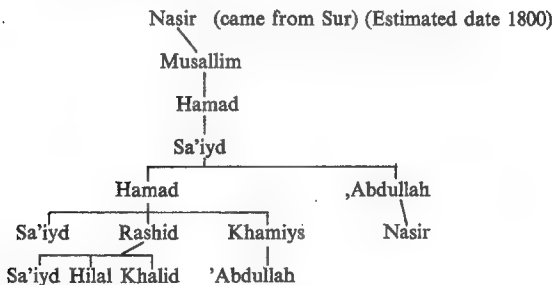 Nasir (came from Sur) (Estimated date 1800)
Musallim
Hamad
Sa'iyd
Hamad ,Abdullah
Sa'iyd Rashid Khamiys Nasir
Sa'iyd Hilal Khalid 'Abdullah